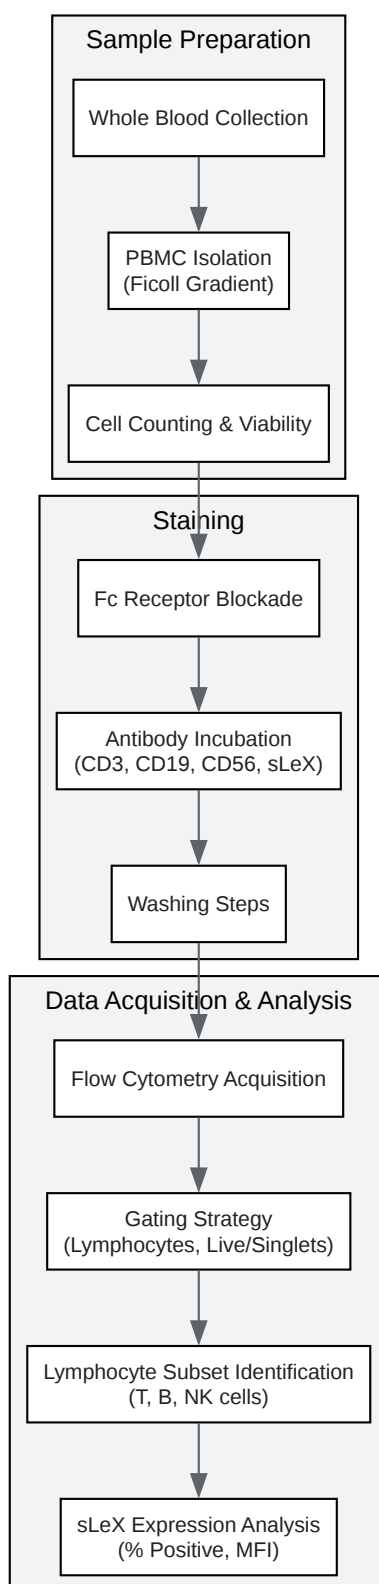 Sample Preparation
Whole Blood Collection
PBMC Isolation
(Ficoll Gradient)
Cell Counting & Viability
Staining
Fc Receptor Blockade
Antibody Incubation
(CD3, CD19, CD56, sLeX)
Washing Steps
Data Acquisition & Analysis
Flow Cytometry Acquisition
Gating Strategy
(Lymphocytes, Live/Singlets)
Lymphocyte Subset Identification
(T, B, NK cells)
sLeX Expression Analysis
(% Positive, MFI)